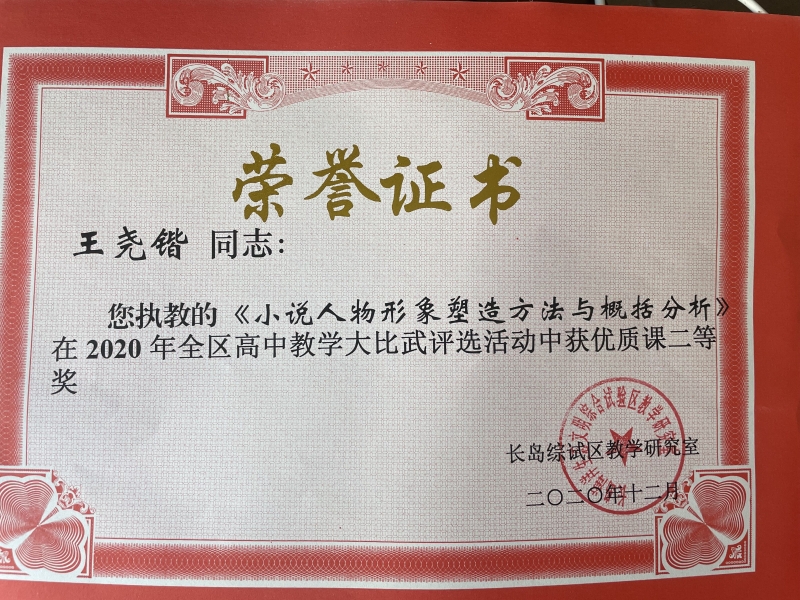 荣誉证书
王尧锴 同志：
您执教的《小说人物形象塑造方法与概括分析》
在2020年全区高中教学大比武评选活动中获优质课二等
奖
长岛综试区教学研究室
二〇二〇年十二月